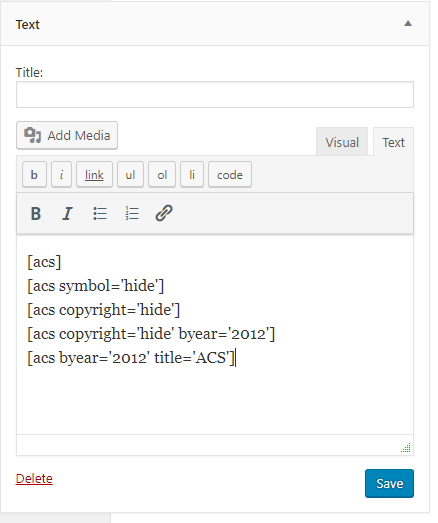 Text
Title:
Add Media
Visual Text
b i link ul ol li code
B I
[acs]
[acs symbol='hide']
[acs copyright='hide']
[acs copyright='hide' byear='2012']
[acs byear='2012' title='ACS']
Delete
Save